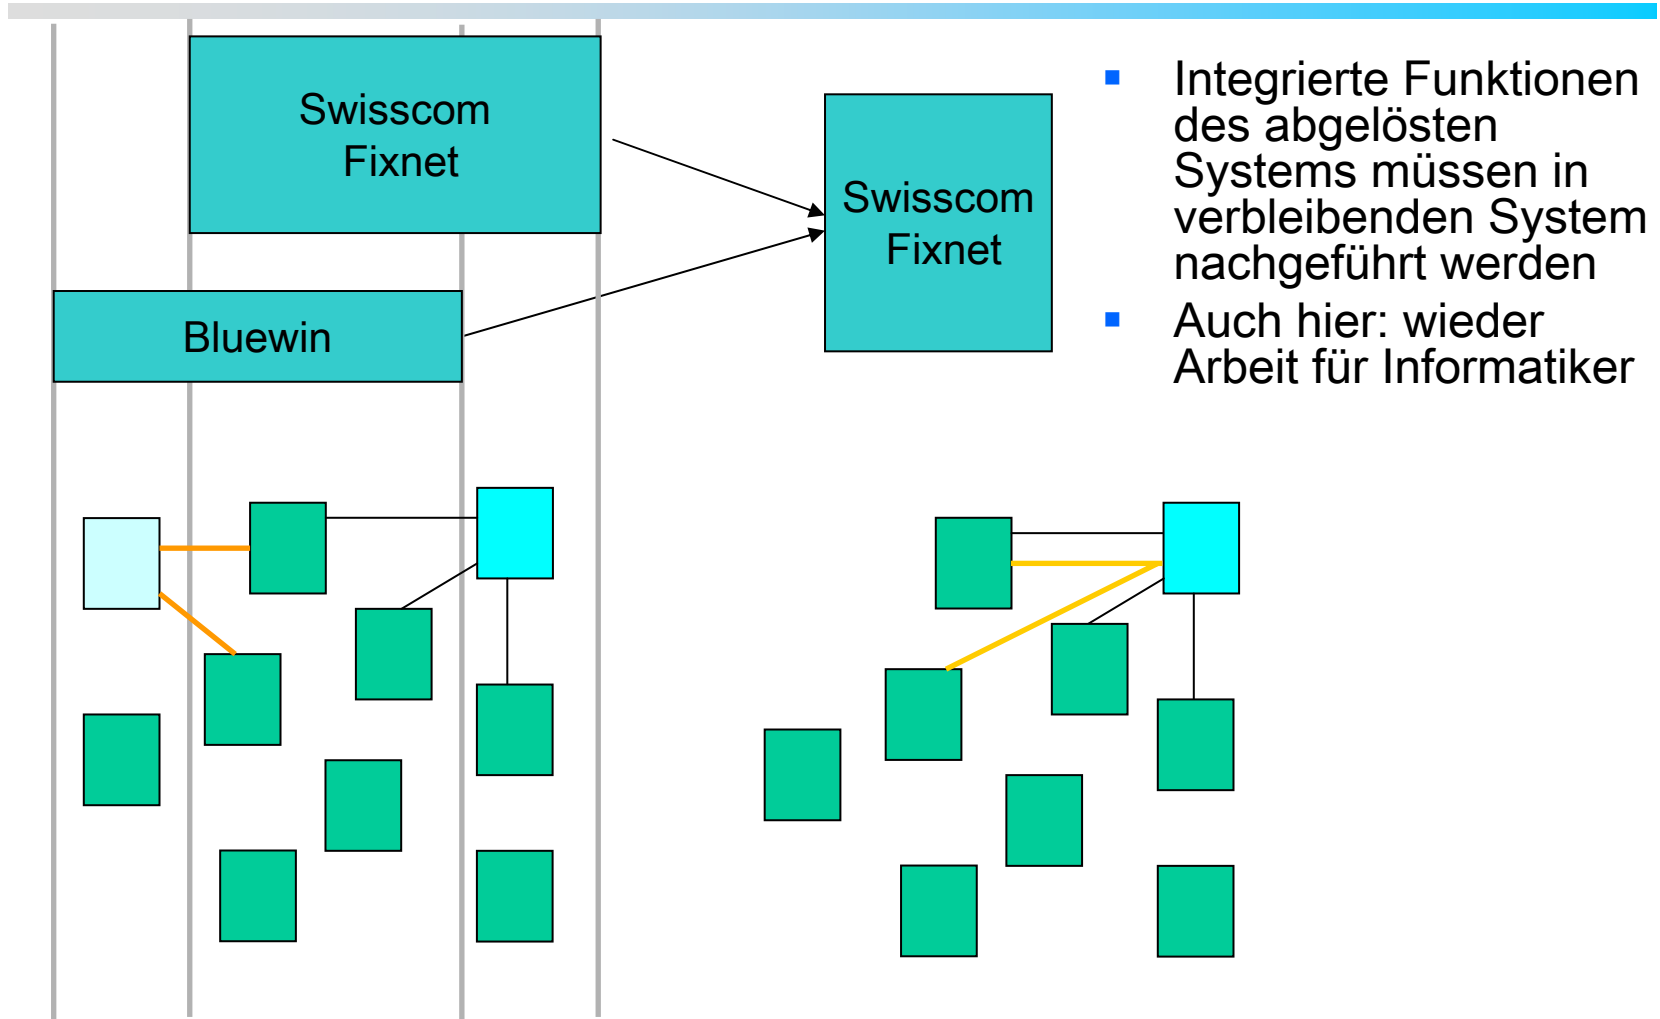 Swisscom
Fixnet
Bluewin
Swisscom
Fixnet
Integrierte Funktionen
des abgelösten
Systems müssen in
verbleibenden System
nachgeführt werden
Auch hier: wieder
Arbeit für Informatiker